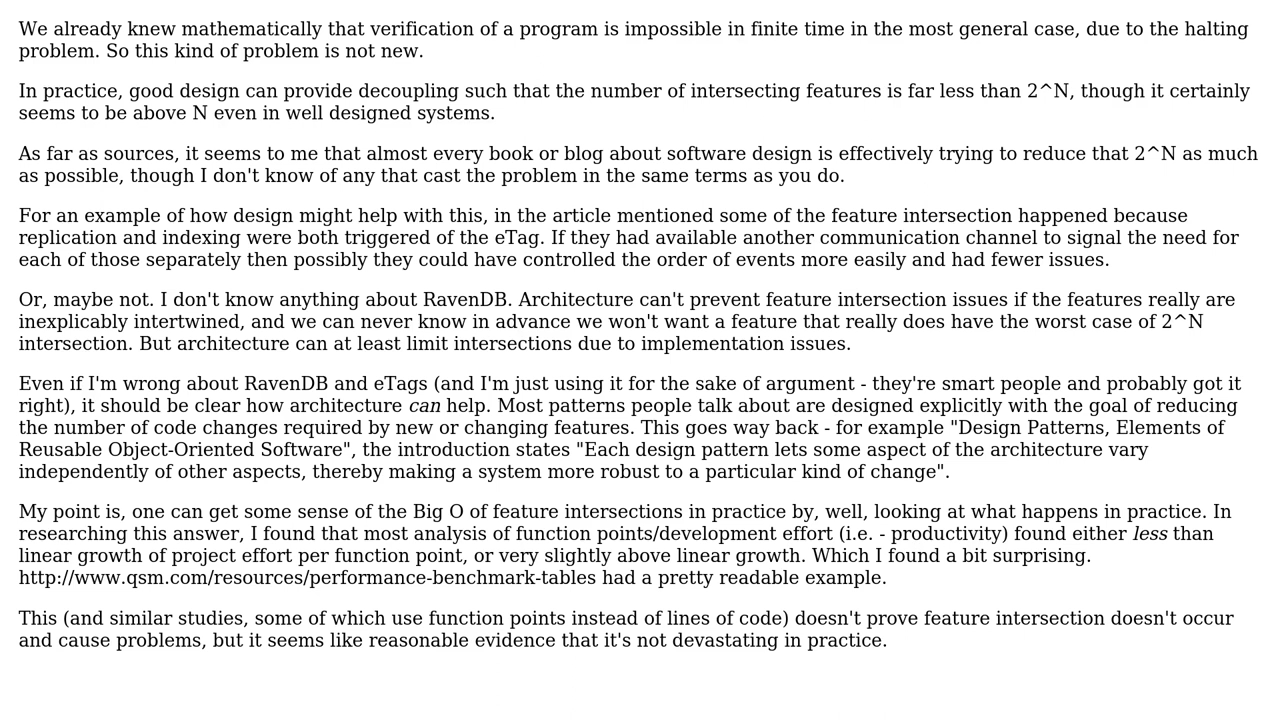 We already knew mathematically that verification of a program is impossible in finite time in the most general case, due to the halting
problem. So this kind of problem is not new.
In practice, good design can provide decoupling such that the number of intersecting features is far less than 2^N, though it certainly
seems to be above N even in well designed systems.
As far as sources, it seems to me that almost every book or blog about software design is effectively trying to reduce that 2^N as much
as possible, though I don't know of any that cast the problem in the same terms as you do.
For an example of how design might help with this, in the article mentioned some of the feature intersection happened because
replication and indexing were both triggered of the eTag. If they had available another communication channel to signal the need for
each of those separately then possibly they could have controlled the order of events more easily and had fewer issues.
Or, maybe not. I don't know anything about RavenDB. Architecture can't prevent feature intersection issues if the features really are
inexplicably intertwined, and we can never know in advance we won't want a feature that really does have the worst case of 2^N
intersection. But architecture can at least limit intersections due to implementation issues.
Even if I'm wrong about RavenDB and eTags (and I'm just using it for the sake of argument - they're smart people and probably got it
right), it should be clear how architecture can help. Most patterns people talk about are designed explicitly with the goal of reducing
the number of code changes required by new or changing features. This goes way back - for example "Design Patterns, Elements of
Reusable Object-Oriented Software", the introduction states "Each design pattern lets some aspect of the architecture vary
independently of other aspects, thereby making a system more robust to a particular kind of change".
My point is, one can get some sense of the Big O of feature intersections in practice by, well, looking at what happens in practice. In
researching this answer, I found that most analysis of function points/development effort (i.e. - productivity) found either less than
linear growth of project effort per function point, or very slightly above linear growth. Which I found a bit surprising.
http://www.qsm.com/resources/performance-benchmark-tables had a pretty readable example.
This (and similar studies, some of which use function points instead of lines of code) doesn't prove feature intersection doesn't occur
and cause problems, but it seems like reasonable evidence that it's not devastating in practice.